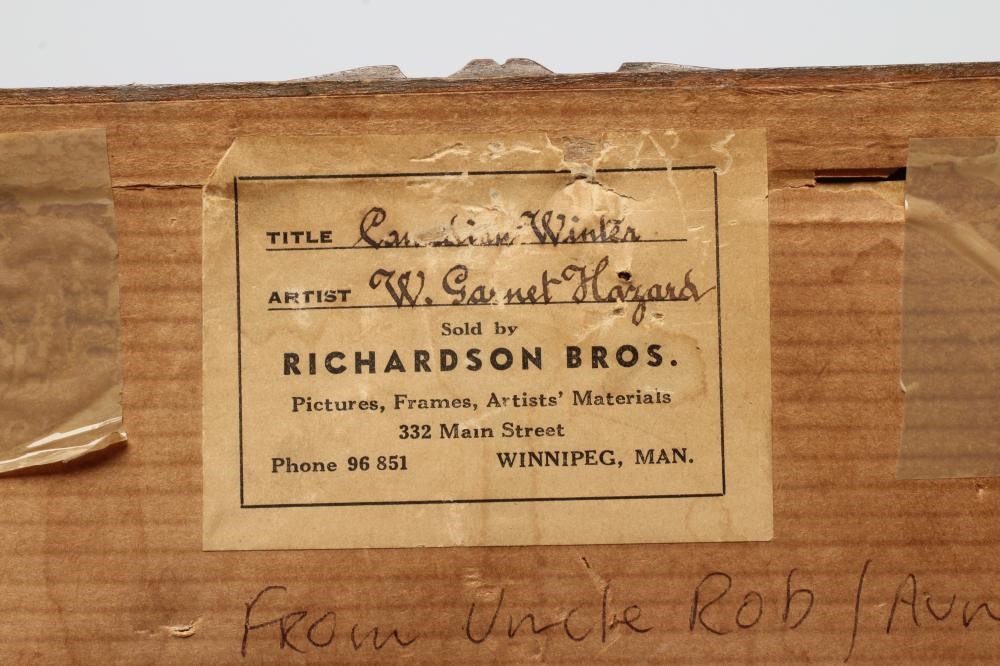 TITLE Canadian Winter
ARTIST W. Garnet Hazard
Sold by
RICHARDSON BROS.
Pictures, Frames, Artists' Materials
332 Main Street
Phone 96 851 WINNIPEG, MAN.
From Uncle Rob / Aun